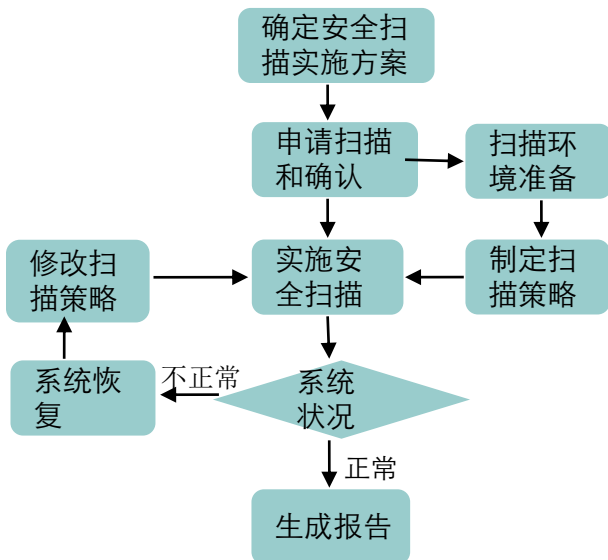 确定安全扫
描实施方案
申请扫描
和确认
扫描环
境准备
修改扫
描策略
实施安
全扫描
制定扫
描策略
系统恢
复
不正常
系统
状况
正常
生成报告